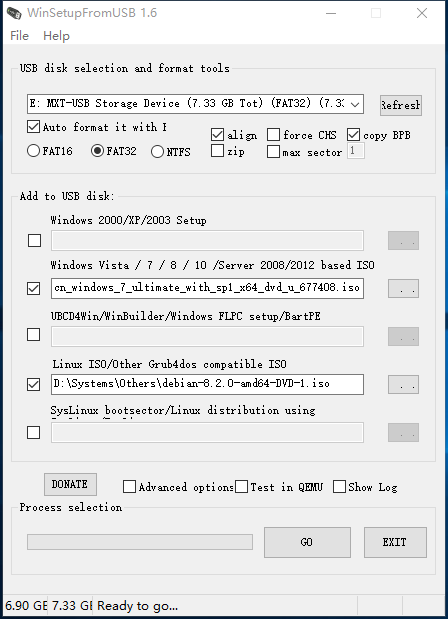 WinSetupFromUSB 1.6
File Help
USB disk selection and format tools
E: MXT-USB Storage Device (7.33 GB Tot) (FAT32) (7.33
Refresh
Auto format it with F
align force CHS copy BPB
FAT16 FAT32 NTFS zip max sector 1
Add to USB disk:
Windows 2000/XP/2003 Setup
Windows Vista / 7 / 8 / 10 /Server 2008/2012 based ISO
cn_windows_7_ultimate_with_sp1_x64_dvd_u_677408.iso
UBCD4Win/WinBuilder/Windows FLPC setup/BartPE
Linux ISO/Other Grub4dos compatible ISO
D:\Systems\Others\debian-8.2.0-amd64-DVD-1.iso
SysLinux bootsector/Linux distribution using
DONATE Advanced options Test in QEMU Show Log
Process selection
GO EXIT
6.90 GB 7.33 GB Ready to go...